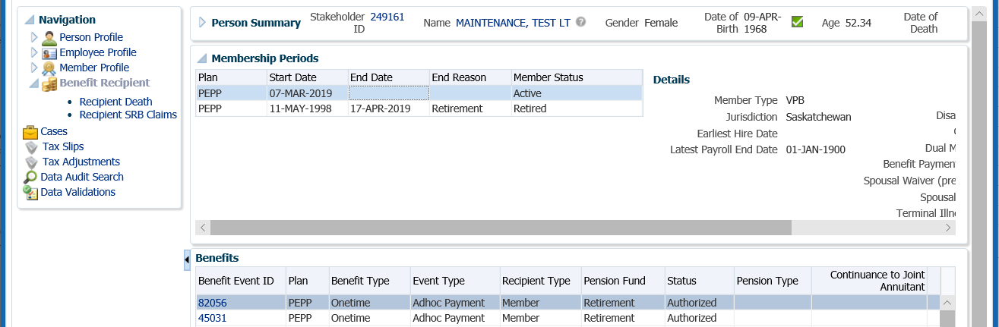 Navigation
Person Profile
Employee Profile
Member Profile
Benefit Recipient
Recipient Death
Recipient SRB Claims
Cases
Tax Slips
Tax Adjustments
Data Audit Search
Data Validations
Person Summary Stakeholder ID 249161 Name MAINTENANCE, TEST LT Gender Female Date of Birth 09-APR-1968 Age 52.34 Date of Death
Membership Periods
Plan Start Date End Date End Reason Member Status
PEPP 07-MAR-2019 Active
PEPP 11-MAY-1998 17-APR-2019 Retirement Retired
Details
Member Type VPB
Jurisdiction Saskatchewan
Earliest Hire Date
Latest Payroll End Date 01-JAN-1900
Disa
Dual M
Benefit Payment
Spousal Waiver (pre
Spousal
Terminal Illne
Benefits
Benefit Event ID Plan Benefit Type Event Type Recipient Type Pension Fund Status Pension Type Continuance to Joint Annuitant
82056 PEPP Onetime Adhoc Payment Member Retirement Authorized
45031 PEPP Onetime Adhoc Payment Member Retirement Authorized